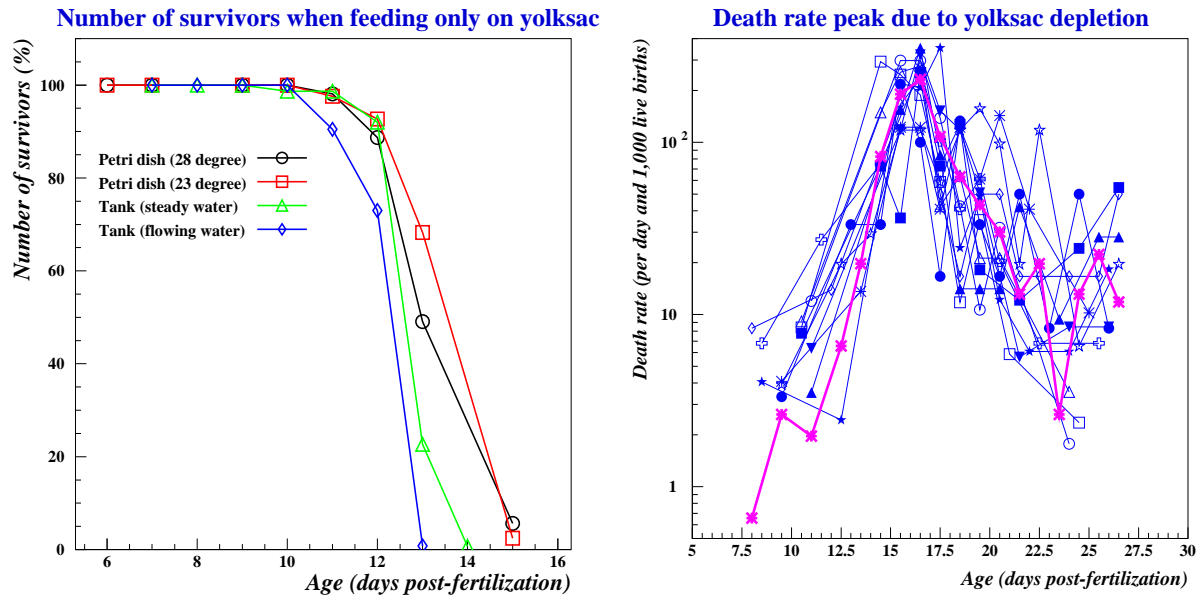 Number of survivors when feeding only on yolksac
Number of survivors (%)
100
80
60
40
20
0
Petri dish (28 degree)
Petri dish (23 degree)
Tank (steady water)
Tank (flowing water)
6
8
10
12
14
16
Age (days post-fertilization)
Death rate peak due to yolksac depletion
Death rate (per day and 1,000 live births)
10 2
10
1
5
7.5
10
12.5
15
17.5
20
22.5
25
27.5
30
Age (days post-fertilization)